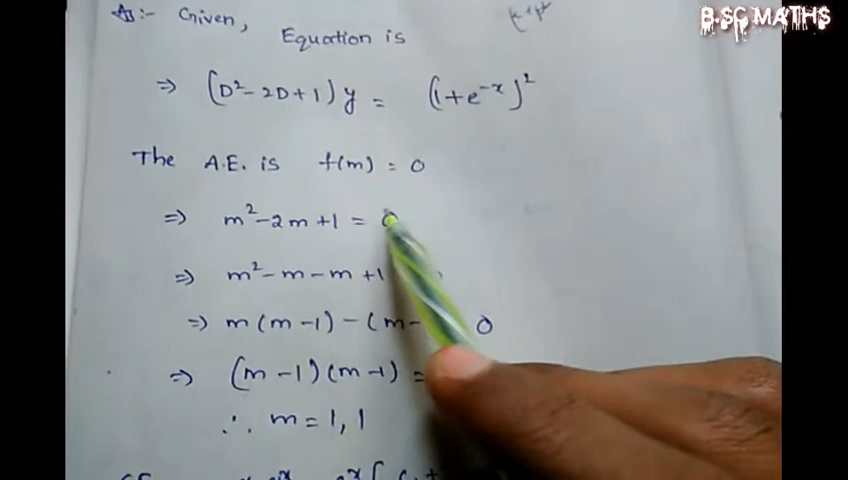 B.SC MATHS
A:- Given,
Equation is
⇒ (D²-2D+1)y = (1+e⁻ˣ)²
The A.E. is f(m) = 0
⇒ m²-2m+1 = 0
⇒ m²-m-m+1
⇒ m(m-1)-(m- 0
⇒ (m-1)(m-1) =
∴ m = 1, 1